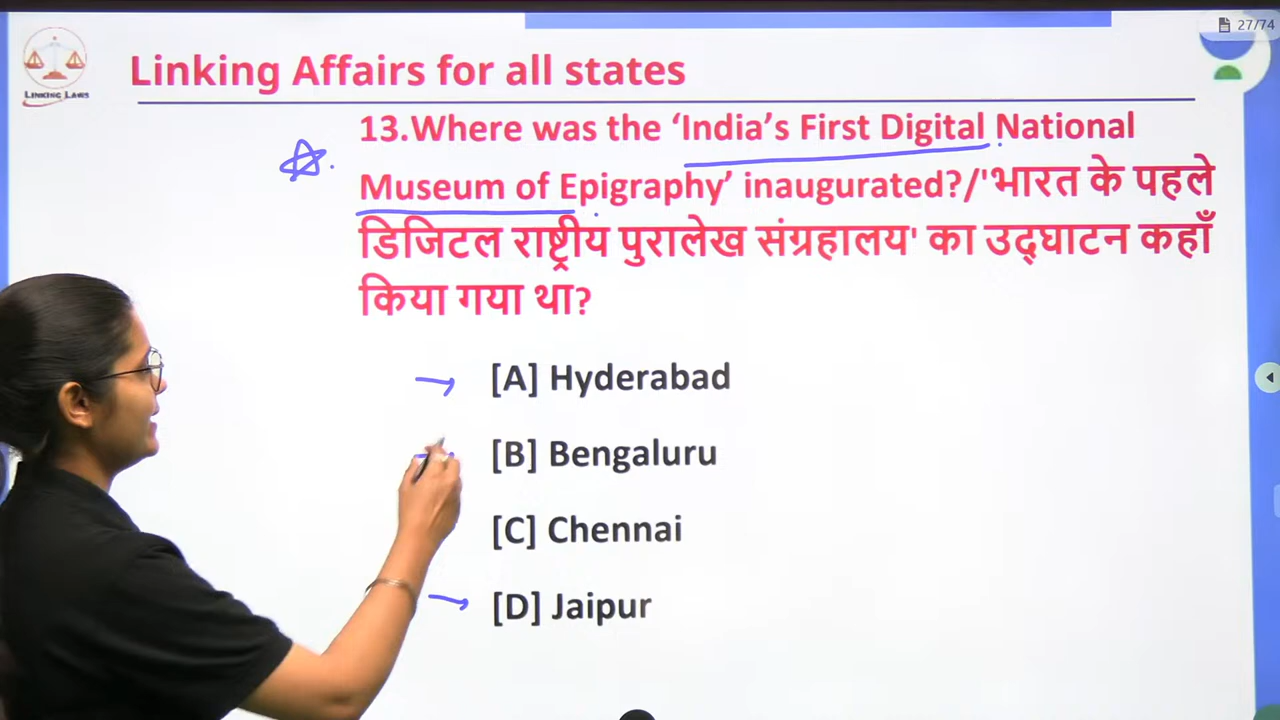 27/74
LINKING LAWS
Linking Affairs for all states
13.Where was the ‘India’s First Digital National
Museum of Epigraphy’ inaugurated?/'भारत के पहले
डिजिटल राष्ट्रीय पुरालेख संग्रहालय' का उद्घाटन कहाँ
किया गया था?
[A] Hyderabad
[B] Bengaluru
[C] Chennai
[D] Jaipur